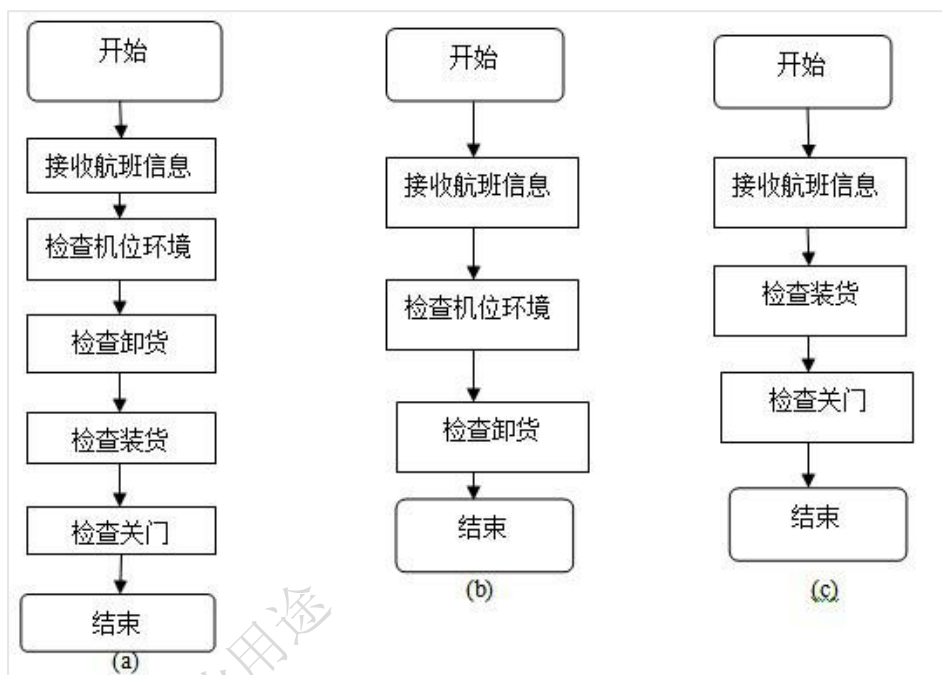 开始
接收航班信息
检查机位环境
检查卸货
检查装货
检查关门
结束
(a)
开始
接收航班信息
检查机位环境
检查卸货
结束
(b)
开始
接收航班信息
检查装货
检查关门
结束
(c)
用途